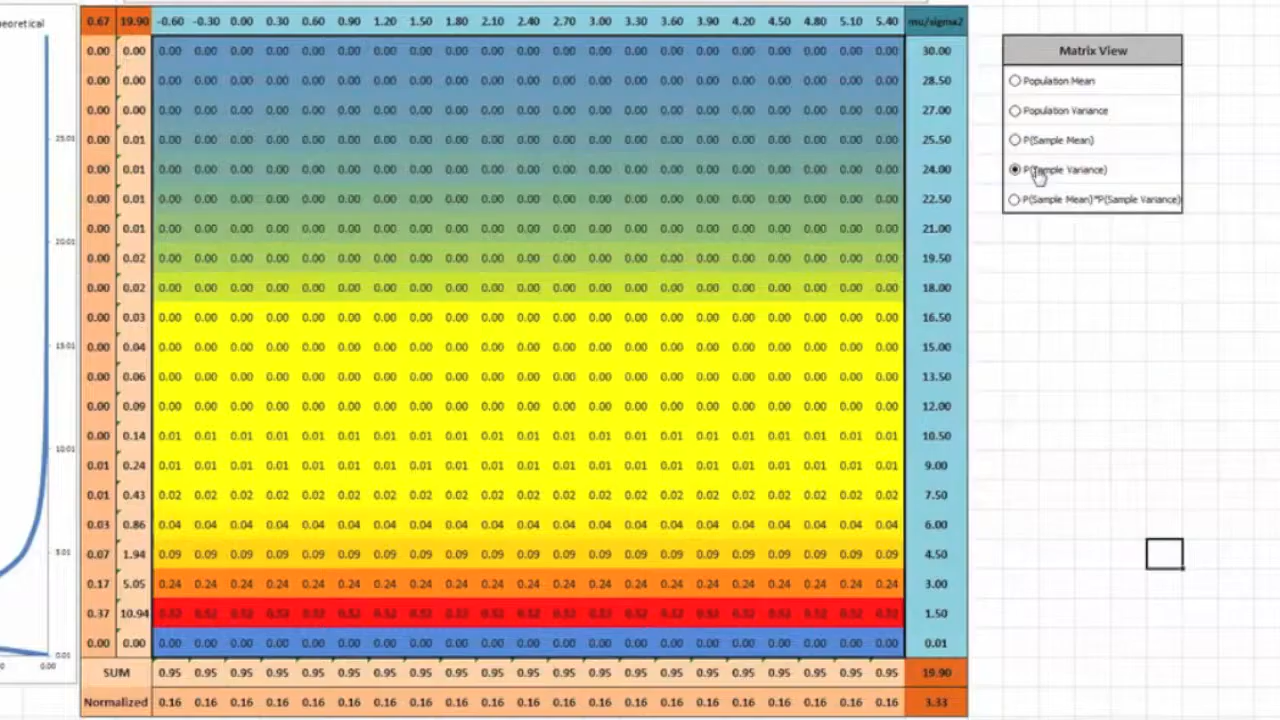 eoretical
0.67 19.90 -0.60 -0.30 0.00 0.30 0.60 0.90 1.20 1.50 1.80 2.10 2.40 2.70 3.00 3.30 3.60 3.90 4.20 4.50 4.80 5.10 5.40 mu/sigma2
0.00 0.00 0.00 0.00 0.00 0.00 0.00 0.00 0.00 0.00 0.00 0.00 0.00 0.00 0.00 0.00 0.00 0.00 0.00 0.00 0.00 0.00 0.00 30.00
0.00 0.00 0.00 0.00 0.00 0.00 0.00 0.00 0.00 0.00 0.00 0.00 0.00 0.00 0.00 0.00 0.00 0.00 0.00 0.00 0.00 0.00 0.00 28.50
0.00 0.00 0.00 0.00 0.00 0.00 0.00 0.00 0.00 0.00 0.00 0.00 0.00 0.00 0.00 0.00 0.00 0.00 0.00 0.00 0.00 0.00 0.00 27.00
0.00 0.01 0.00 0.00 0.00 0.00 0.00 0.00 0.00 0.00 0.00 0.00 0.00 0.00 0.00 0.00 0.00 0.00 0.00 0.00 0.00 0.00 0.00 25.50
0.00 0.01 0.00 0.00 0.00 0.00 0.00 0.00 0.00 0.00 0.00 0.00 0.00 0.00 0.00 0.00 0.00 0.00 0.00 0.00 0.00 0.00 0.00 24.00
0.00 0.01 0.00 0.00 0.00 0.00 0.00 0.00 0.00 0.00 0.00 0.00 0.00 0.00 0.00 0.00 0.00 0.00 0.00 0.00 0.00 0.00 0.00 22.50
0.00 0.01 0.00 0.00 0.00 0.00 0.00 0.00 0.00 0.00 0.00 0.00 0.00 0.00 0.00 0.00 0.00 0.00 0.00 0.00 0.00 0.00 0.00 21.00
0.00 0.02 0.00 0.00 0.00 0.00 0.00 0.00 0.00 0.00 0.00 0.00 0.00 0.00 0.00 0.00 0.00 0.00 0.00 0.00 0.00 0.00 0.00 19.50
0.00 0.02 0.00 0.00 0.00 0.00 0.00 0.00 0.00 0.00 0.00 0.00 0.00 0.00 0.00 0.00 0.00 0.00 0.00 0.00 0.00 0.00 0.00 18.00
0.00 0.03 0.00 0.00 0.00 0.00 0.00 0.00 0.00 0.00 0.00 0.00 0.00 0.00 0.00 0.00 0.00 0.00 0.00 0.00 0.00 0.00 0.00 16.50
0.00 0.04 0.00 0.00 0.00 0.00 0.00 0.00 0.00 0.00 0.00 0.00 0.00 0.00 0.00 0.00 0.00 0.00 0.00 0.00 0.00 0.00 0.00 15.00
0.00 0.06 0.00 0.00 0.00 0.00 0.00 0.00 0.00 0.00 0.00 0.00 0.00 0.00 0.00 0.00 0.00 0.00 0.00 0.00 0.00 0.00 0.00 13.50
0.00 0.09 0.00 0.00 0.00 0.00 0.00 0.00 0.00 0.00 0.00 0.00 0.00 0.00 0.00 0.00 0.00 0.00 0.00 0.00 0.00 0.00 0.00 12.00
0.00 0.14 0.01 0.01 0.01 0.01 0.01 0.01 0.01 0.01 0.01 0.01 0.01 0.01 0.01 0.01 0.01 0.01 0.01 0.01 0.01 0.01 0.01 10.50
0.01 0.24 0.01 0.01 0.01 0.01 0.01 0.01 0.01 0.01 0.01 0.01 0.01 0.01 0.01 0.01 0.01 0.01 0.01 0.01 0.01 0.01 0.01 9.00
0.01 0.43 0.02 0.02 0.02 0.02 0.02 0.02 0.02 0.02 0.02 0.02 0.02 0.02 0.02 0.02 0.02 0.02 0.02 0.02 0.02 0.02 0.02 7.50
0.03 0.86 0.04 0.04 0.04 0.04 0.04 0.04 0.04 0.04 0.04 0.04 0.04 0.04 0.04 0.04 0.04 0.04 0.04 0.04 0.04 0.04 0.04 6.00
0.07 1.94 0.09 0.09 0.09 0.09 0.09 0.09 0.09 0.09 0.09 0.09 0.09 0.09 0.09 0.09 0.09 0.09 0.09 0.09 0.09 0.09 0.09 4.50
0.17 5.05 0.24 0.24 0.24 0.24 0.24 0.24 0.24 0.24 0.24 0.24 0.24 0.24 0.24 0.24 0.24 0.24 0.24 0.24 0.24 0.24 0.24 3.00
0.37 10.94 0.52 0.52 0.52 0.52 0.52 0.52 0.52 0.52 0.52 0.52 0.52 0.52 0.52 0.52 0.52 0.52 0.52 0.52 0.52 0.52 0.52 1.50
0.00 0.00 0.00 0.00 0.00 0.00 0.00 0.00 0.00 0.00 0.00 0.00 0.00 0.00 0.00 0.00 0.00 0.00 0.00 0.00 0.00 0.00 0.00 0.01
SUM 0.95 0.95 0.95 0.95 0.95 0.95 0.95 0.95 0.95 0.95 0.95 0.95 0.95 0.95 0.95 0.95 0.95 0.95 0.95 0.95 0.95 19.90
Normalized 0.16 0.16 0.16 0.16 0.16 0.16 0.16 0.16 0.16 0.16 0.16 0.16 0.16 0.16 0.16 0.16 0.16 0.16 0.16 0.16 0.16 3.33
25.01
20.01
15.01
10.01
5.01
0.01
0.00
Matrix View
Population Mean
Population Variance
P(Sample Mean)
P(Sample Variance)
P(Sample Mean)*P(Sample Variance)